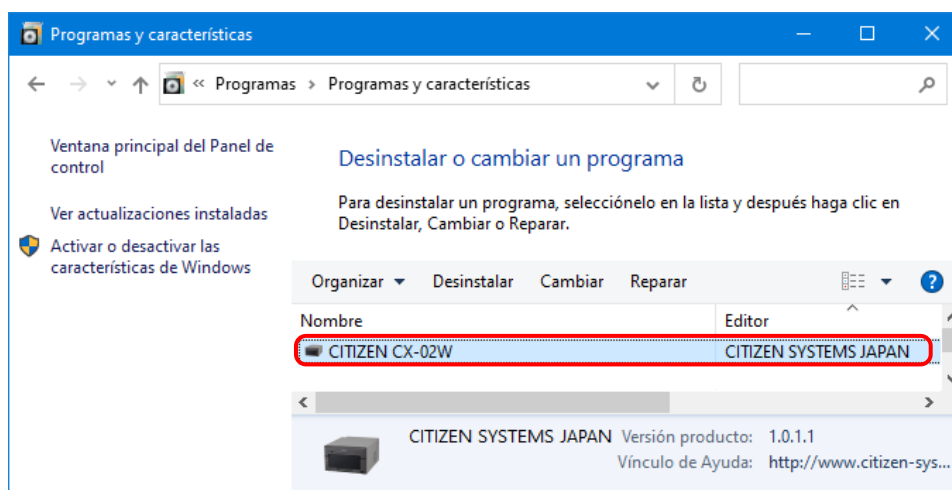 Programas y características
« Programas > Programas y características
Ventana principal del Panel de
control
Ver actualizaciones instaladas
Activar o desactivar las
características de Windows
Desinstalar o cambiar un programa
Para desinstalar un programa, selecciónelo en la lista y después haga clic en
Desinstalar, Cambiar o Reparar.
Organizar Desinstalar Cambiar Reparar ?
Nombre Editor
CITIZEN CX-02W CITIZEN SYSTEMS JAPAN
CITIZEN SYSTEMS JAPAN Versión producto: 1.0.1.1
Vínculo de Ayuda: http://www.citizen-sys...